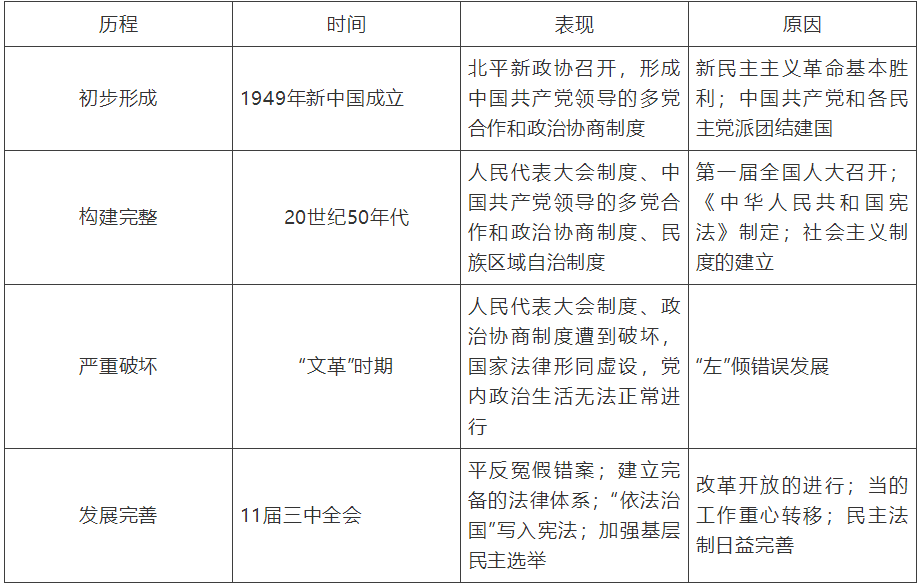 历程 时间 表现 原因
初步形成
1949年新中国成立
北平新政协召开，形成
中国共产党领导的多党
合作和政治协商制度
新民主主义革命基本胜
利；中国共产党和各民
主党派团结建国
构建完整
20世纪50年代
人民代表大会制度、中
国共产党领导的多党合
作和政治协商制度、民
族区域自治制度
第一届全国人大召开；
《中华人民共和国宪
法》制定；社会主义制
度的建立
严重破坏
“文革”时期
人民代表大会制度、政
治协商制度遭到破坏，
国家法律形同虚设，党
内政治生活无法正常进
行
“左”倾错误发展
发展完善
11届三中全会
平反冤假错案；建立完
备的法律体系；“依法治
国”写入宪法；加强基层
民主选举
改革开放的进行；当的
工作重心转移；民主法
制日益完善